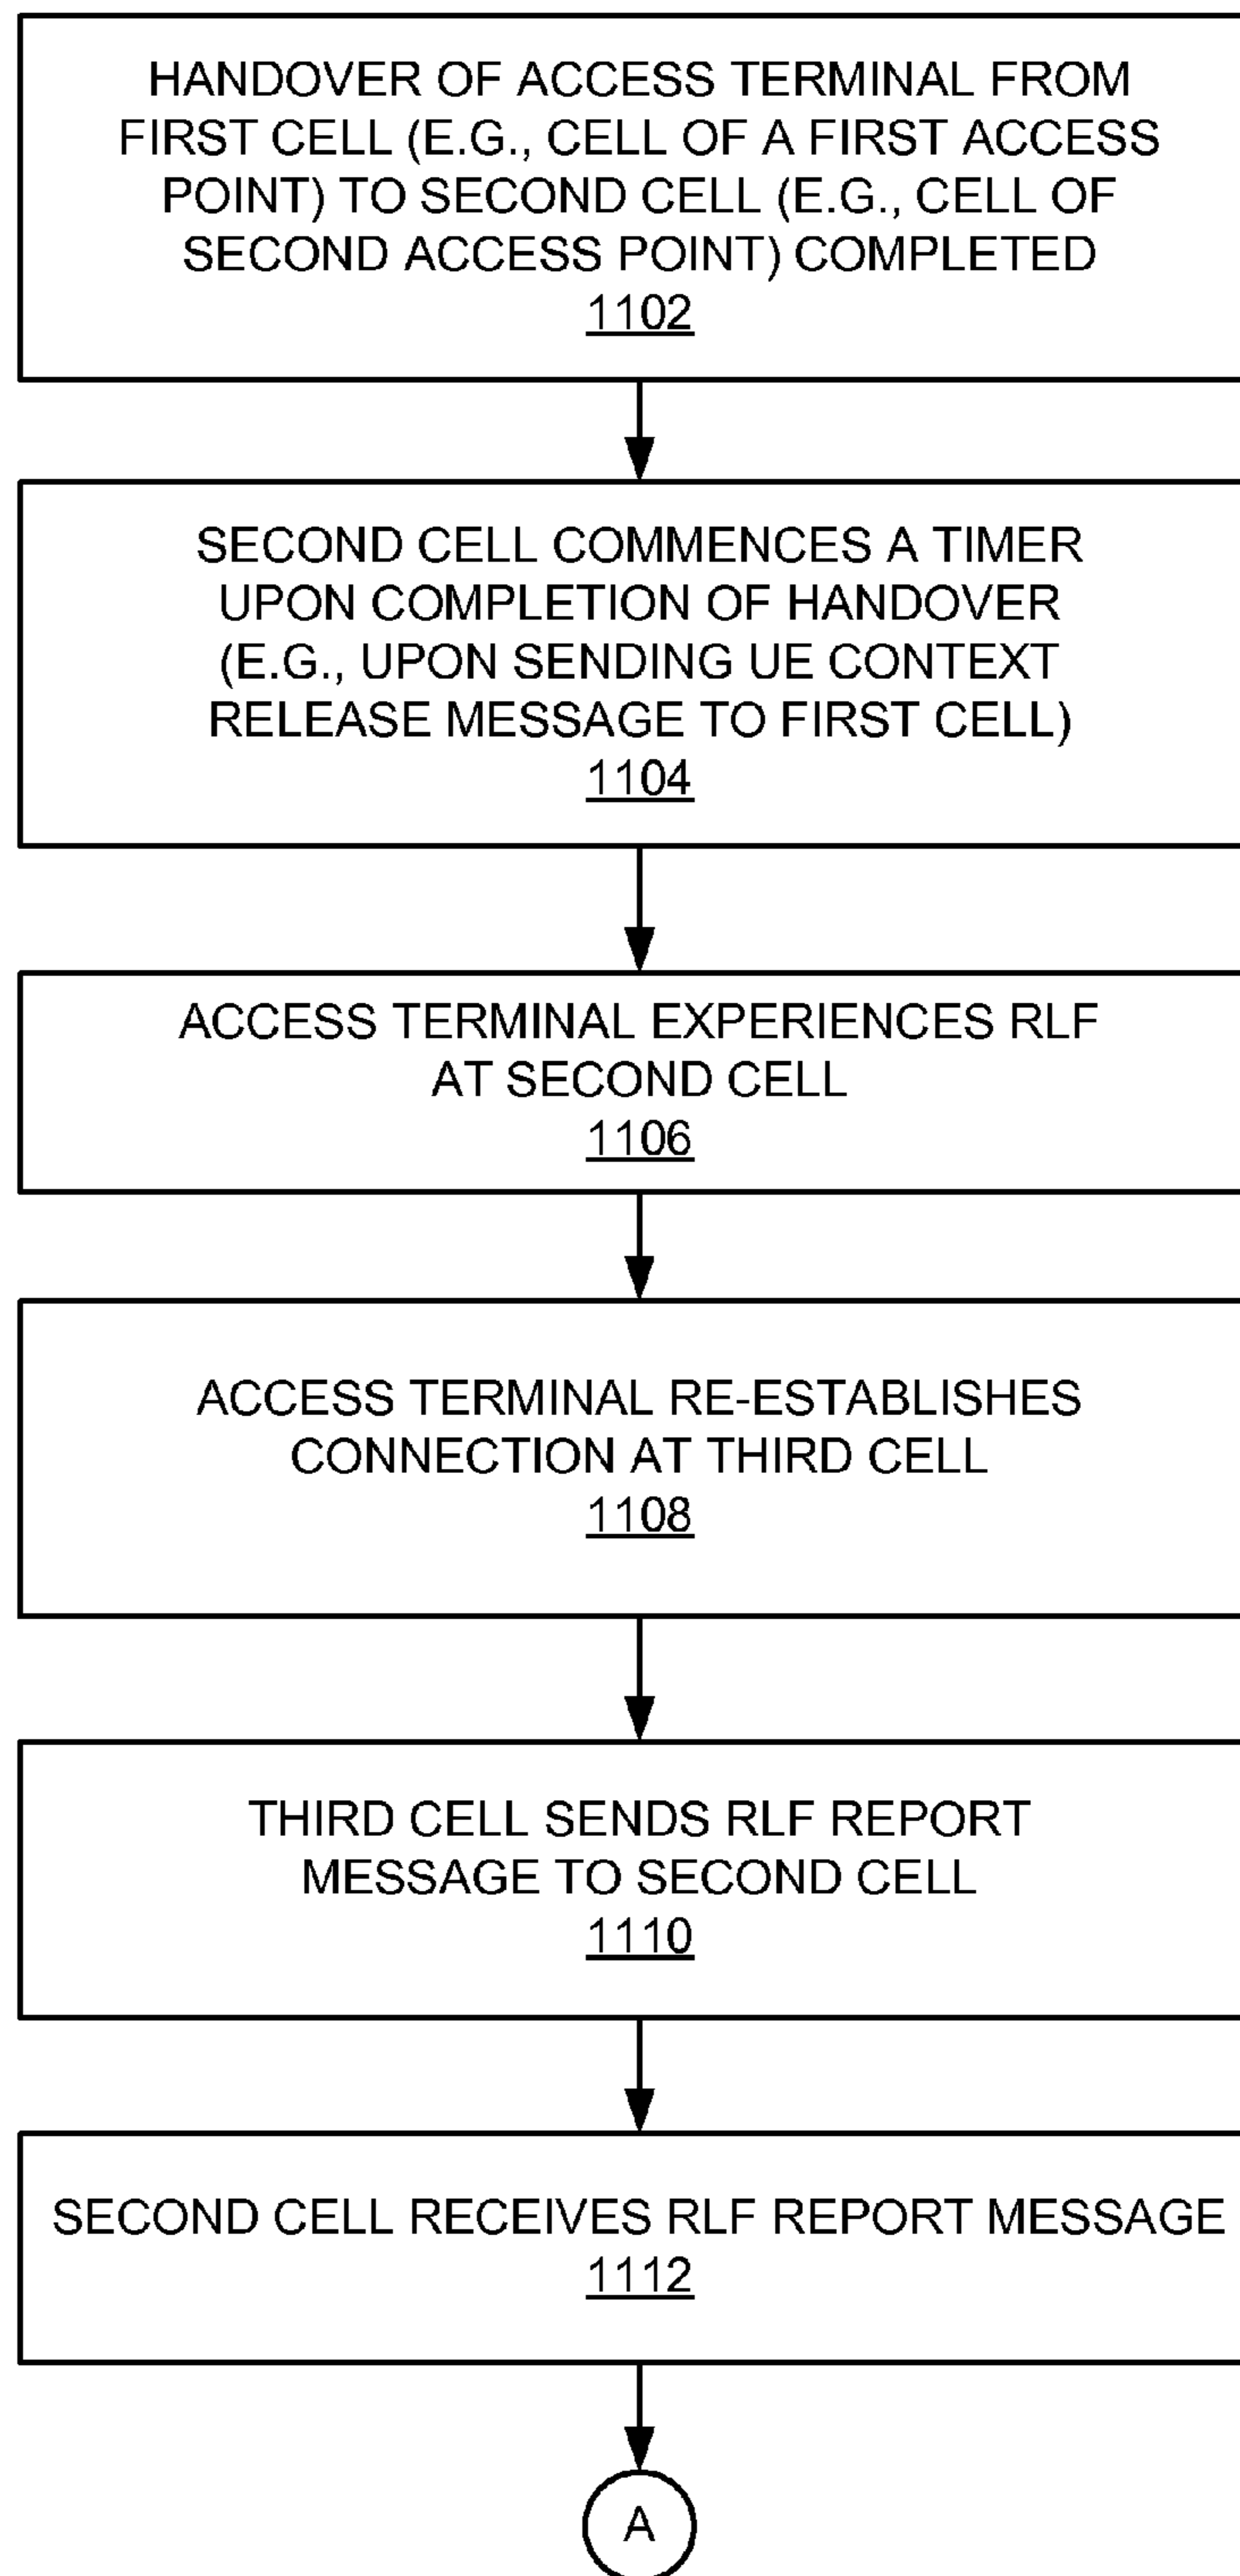 HANDOVER OF ACCESS TERMINAL FROM
FIRST CELL (E.G., CELL OF A FIRST ACCESS
POINT) TO SECOND CELL (E.G., CELL OF
SECOND ACCESS POINT) COMPLETED
1102
SECOND CELL COMMENCES A TIMER
UPON COMPLETION OF HANDOVER
(E.G., UPON SENDING UE CONTEXT
RELEASE MESSAGE TO FIRST CELL)
1104
ACCESS TERMINAL EXPERIENCES RLF
AT SECOND CELL
1106
ACCESS TERMINAL RE-ESTABLISHES
CONNECTION AT THIRD CELL
1108
THIRD CELL SENDS RLF REPORT
MESSAGE TO SECOND CELL
1110
SECOND CELL RECEIVES RLF REPORT MESSAGE
1112
A